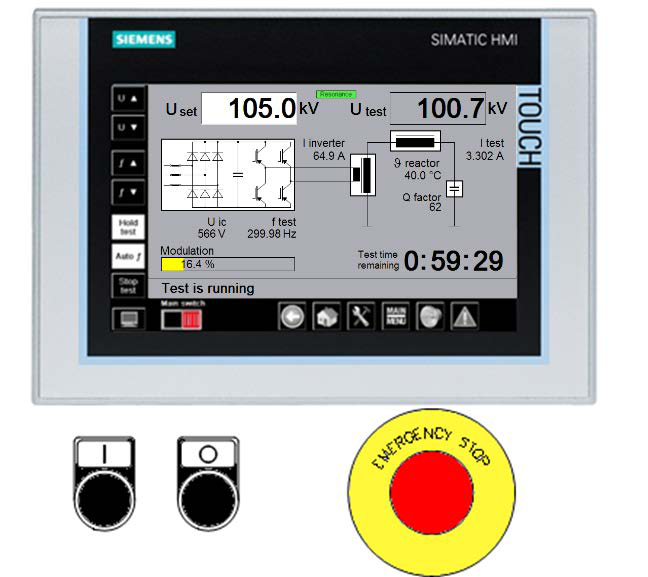 SIEMENS
SIMATIC HMI
TOUCH
Resonance
U ▲
U set 105.0 kV
U test 100.7 kV
U ▼
I inverter
64.9 A
I test
3.302 A
ϑ reactor
40.0 °C
f ▲
Q factor
62
f ▼
U ic
566 V
f test
299.98 Hz
Hold
test
Modulation
16.4 %
Auto f
Test time
remaining 0:59:29
Stop
test
Test is running
Main switch
MAIN
MENU
I
O
EMERGENCY STOP